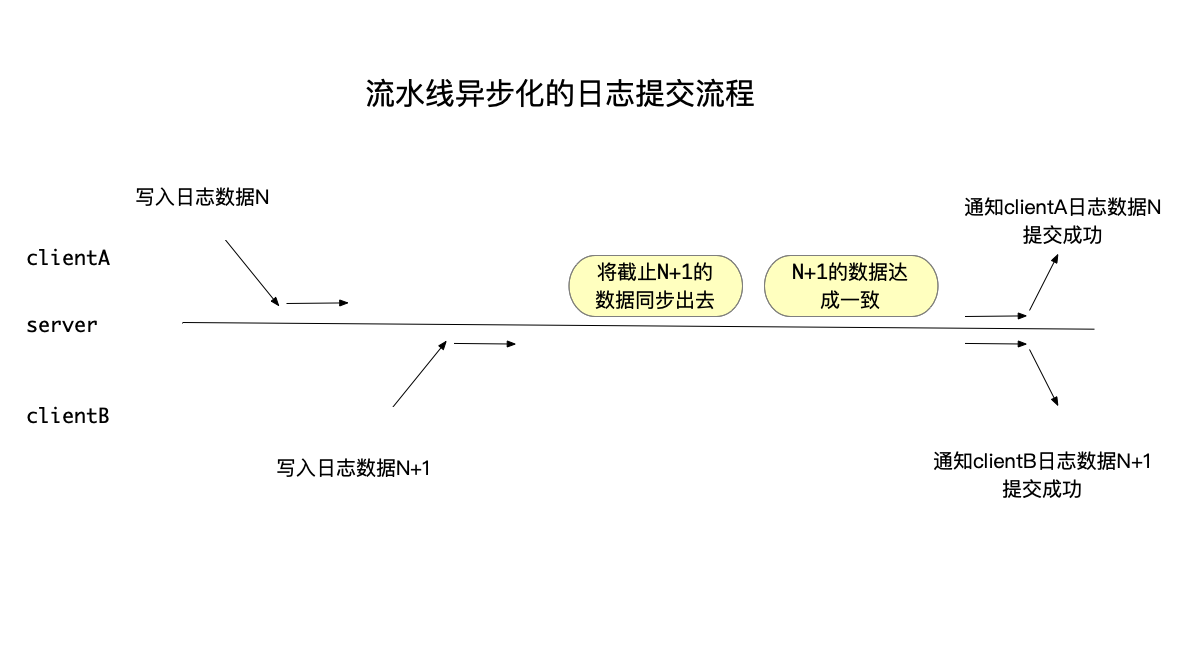 流水线异步化的日志提交流程
写入日志数据N
通知clientA日志数据N
提交成功
clientA
将截止N+1的
数据同步出去
N+1的数据达
成一致
server
clientB
写入日志数据N+1
通知clientB日志数据N+1
提交成功